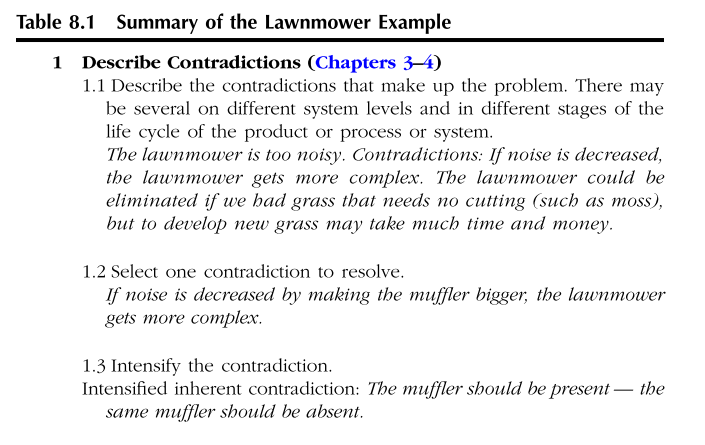 Table 8.1 Summary of the Lawnmower Example
1 Describe Contradictions (Chapters 3–4)
1.1 Describe the contradictions that make up the problem. There may
be several on different system levels and in different stages of the
life cycle of the product or process or system.
The lawnmower is too noisy. Contradictions: If noise is decreased,
the lawnmower gets more complex. The lawnmower could be
eliminated if we had grass that needs no cutting (such as moss),
but to develop new grass may take much time and money.
1.2 Select one contradiction to resolve.
If noise is decreased by making the muffler bigger, the lawnmower
gets more complex.
1.3 Intensify the contradiction.
Intensified inherent contradiction: The muffler should be present — the
same muffler should be absent.